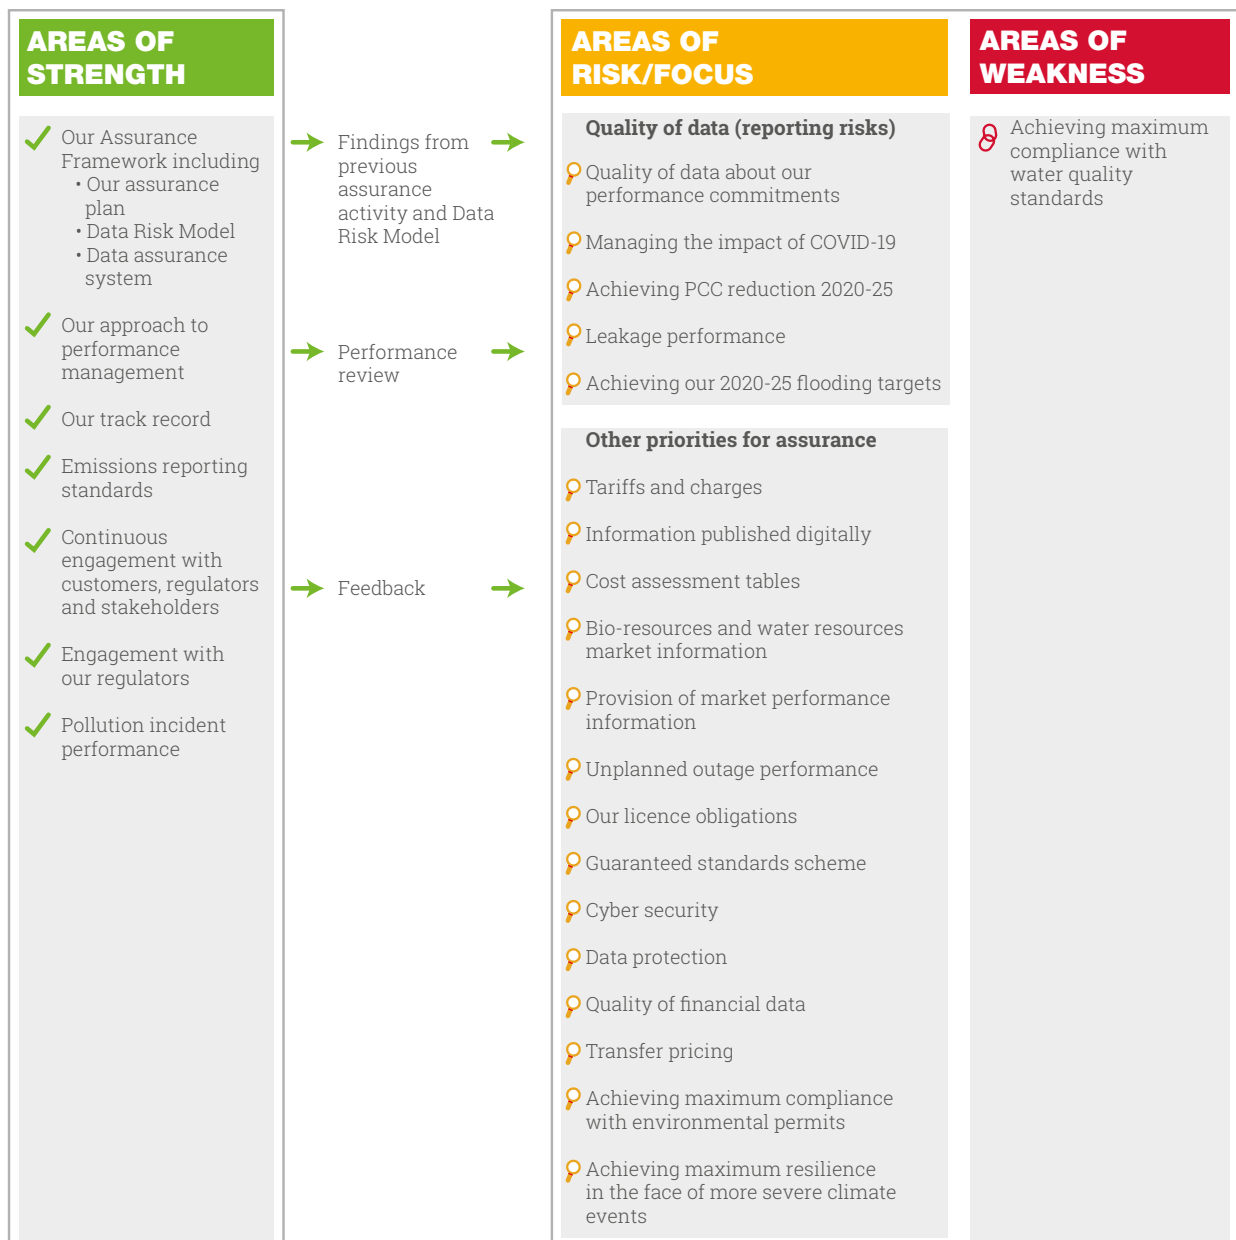 AREAS OF
STRENGTH
Our Assurance
Framework including
• Our assurance
plan
• Data Risk Model
• Data assurance
system
Our approach to
performance
management
Our track record
Emissions reporting
standards
Continuous
engagement with
customers, regulators
and stakeholders
Engagement with
our regulators
Pollution incident
performance
Findings from
previous
assurance
activity and Data
Risk Model
Performance
review
Feedback
AREAS OF
RISK/FOCUS
Quality of data (reporting risks)
Quality of data about our
performance commitments
Managing the impact of COVID-19
Achieving PCC reduction 2020-25
Leakage performance
Achieving our 2020-25 flooding targets
Other priorities for assurance
Tariffs and charges
Information published digitally
Cost assessment tables
Bio-resources and water resources
market information
Provision of market performance
information
Unplanned outage performance
Our licence obligations
Guaranteed standards scheme
Cyber security
Data protection
Quality of financial data
Transfer pricing
Achieving maximum compliance
with environmental permits
Achieving maximum resilience
in the face of more severe climate
events
AREAS OF
WEAKNESS
Achieving maximum
compliance with
water quality
standards